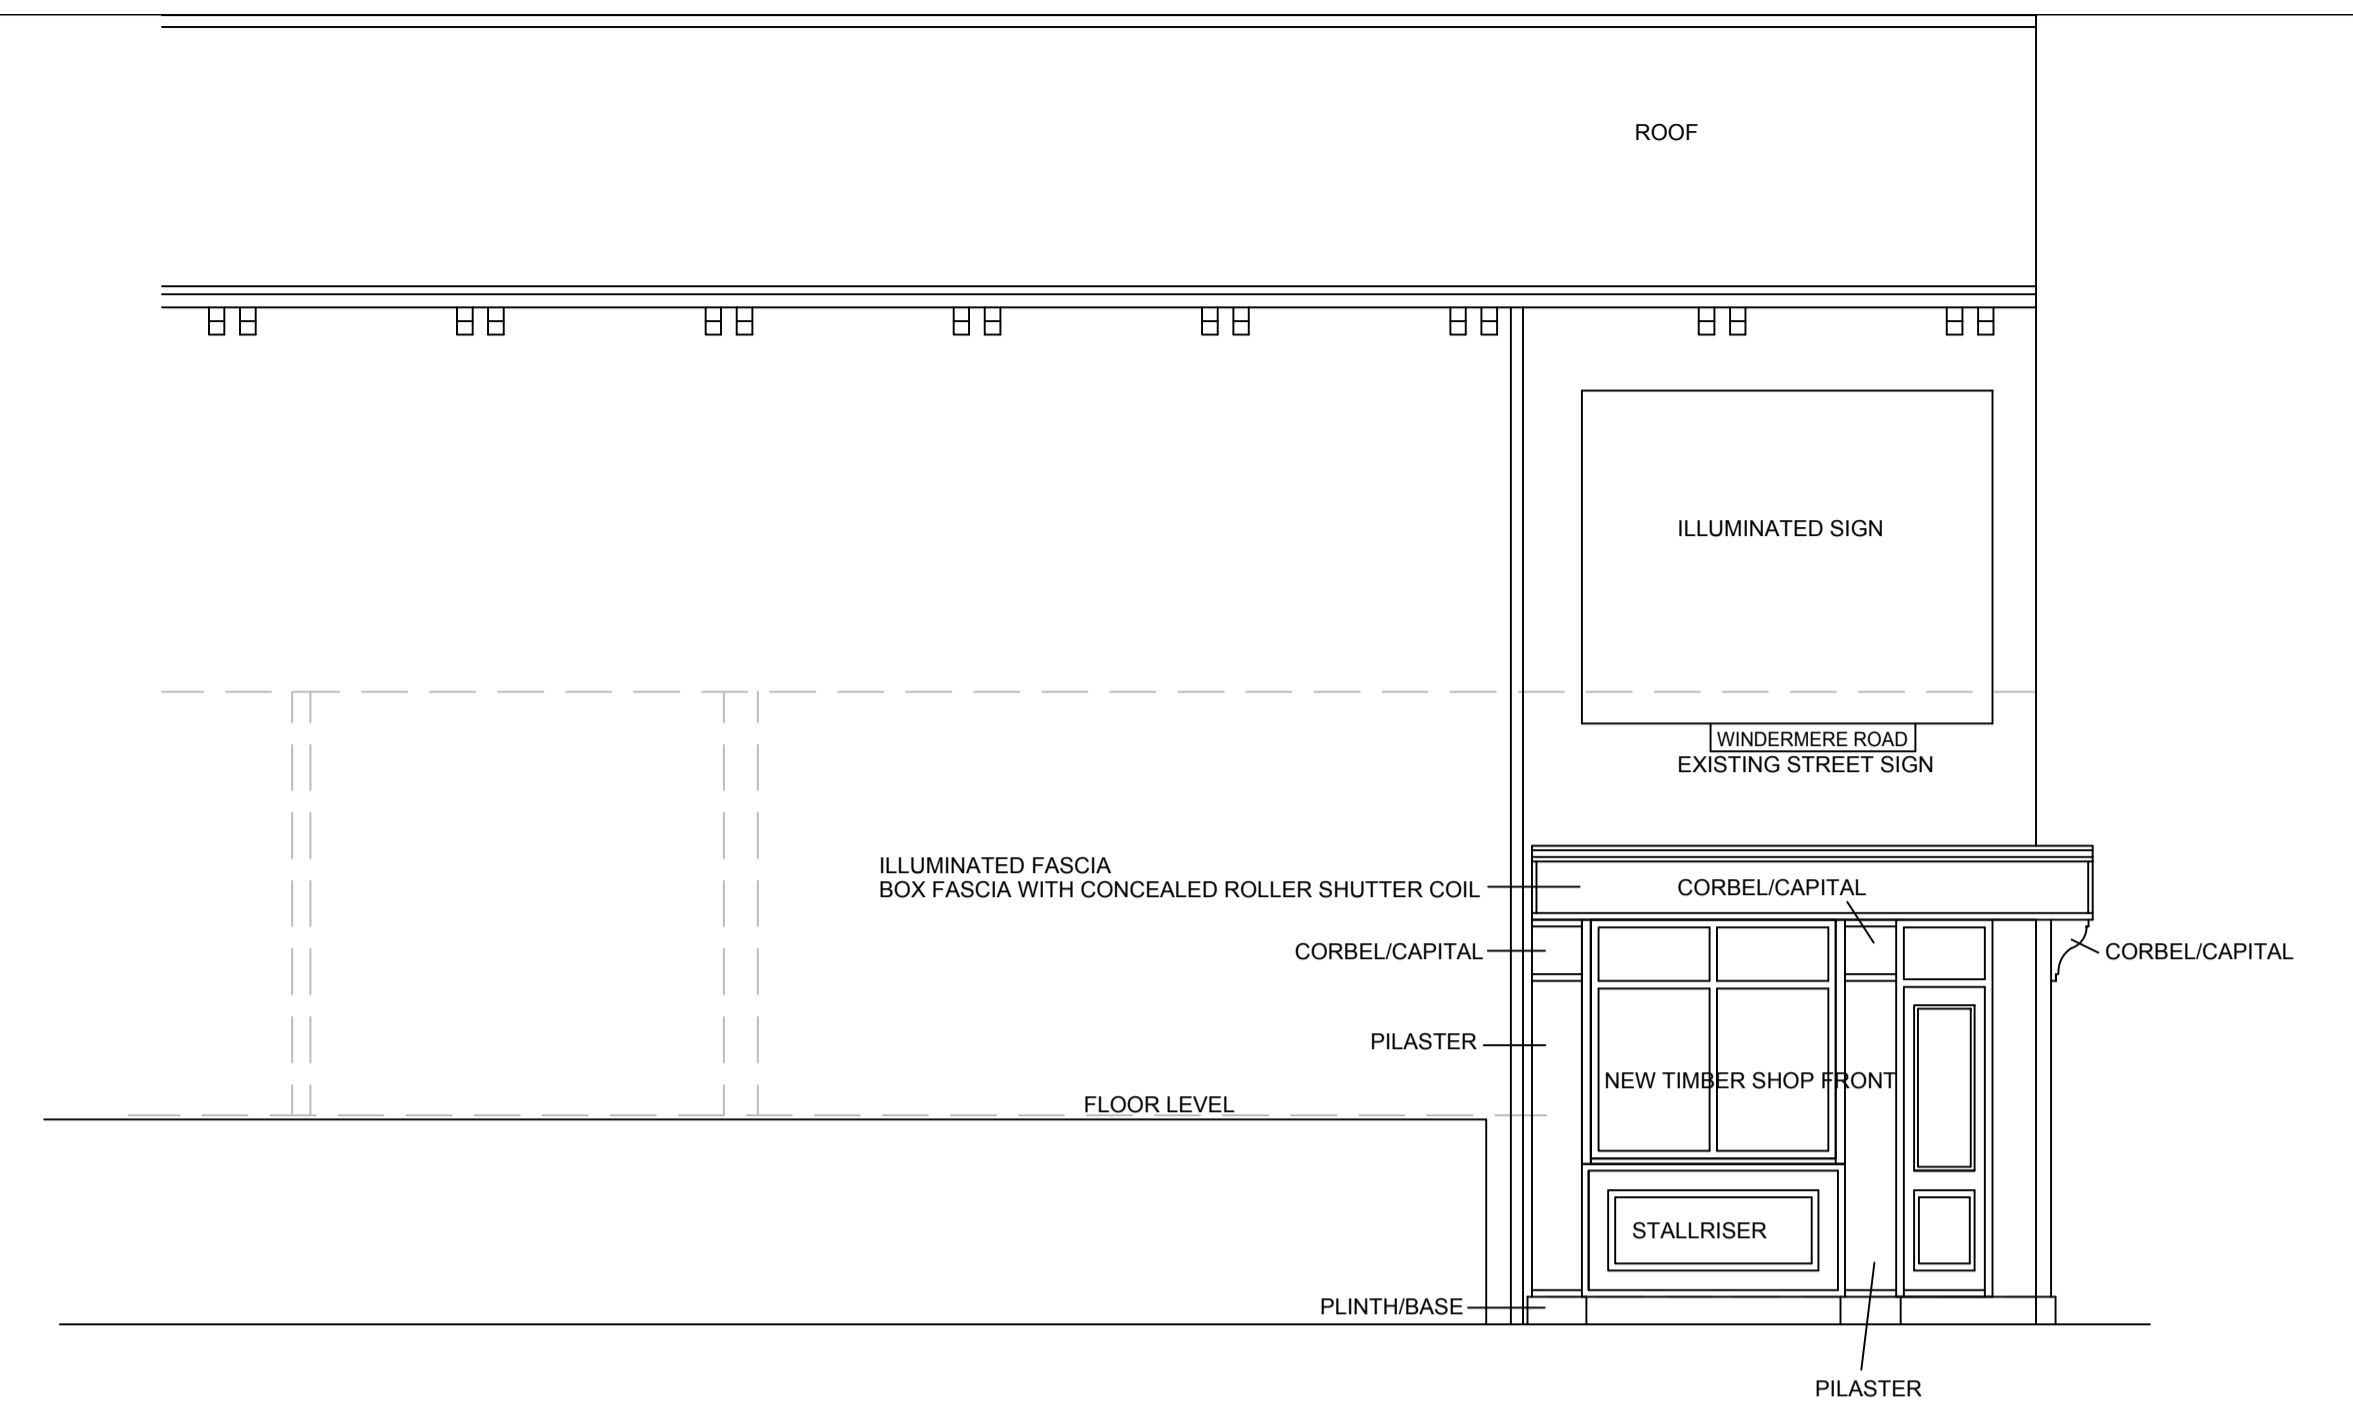 ROOF
ILLUMINATED SIGN
WINDERMERE ROAD
EXISTING STREET SIGN
ILLUMINATED FASCIA
BOX FASCIA WITH CONCEALED ROLLER SHUTTER COIL
CORBEL/CAPITAL
CORBEL/CAPITAL
CORBEL/CAPITAL
PILASTER
NEW TIMBER SHOP FRONT
FLOOR LEVEL
STALLRISER
PLINTH/BASE
PILASTER